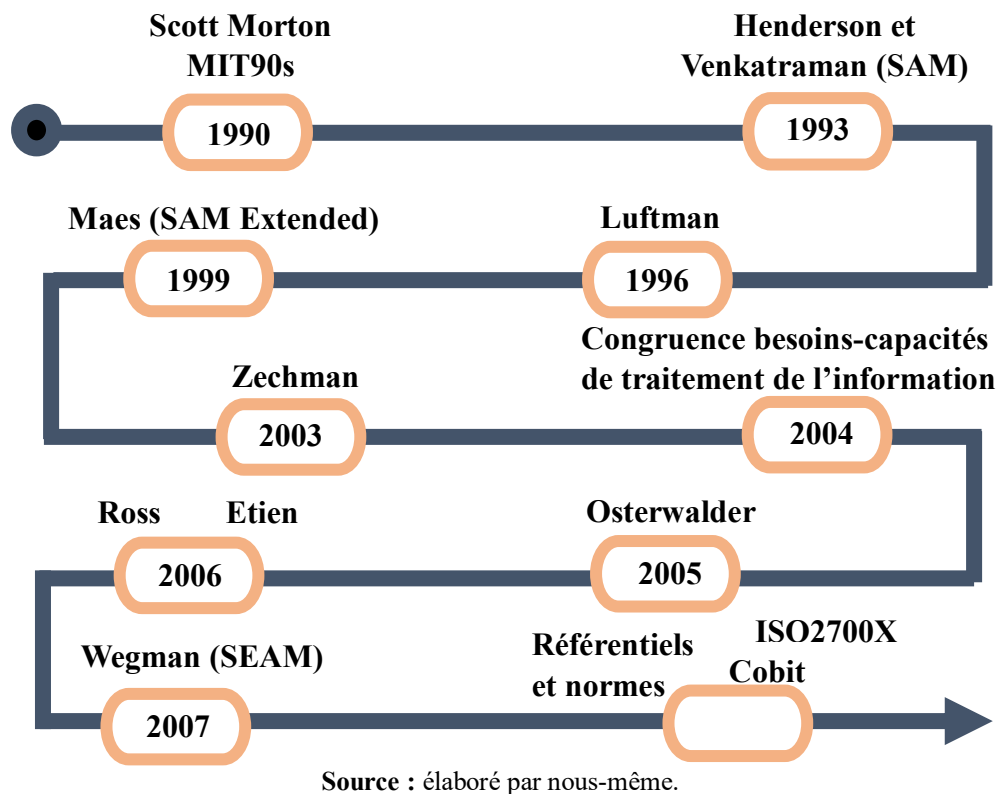 Scott Morton
MIT90s
Henderson et
Venkatraman (SAM)
1990
1993
Maes (SAM Extended)
Luftman
1999
1996
Zechman
Congruence besoins-capacités
de traitement de l’information
2003
2004
Ross
Etien
Osterwalder
2006
2005
Wegman (SEAM)
Référentiels
et normes
ISO2700X
Cobit
2007
Source : élaboré par nous-même.